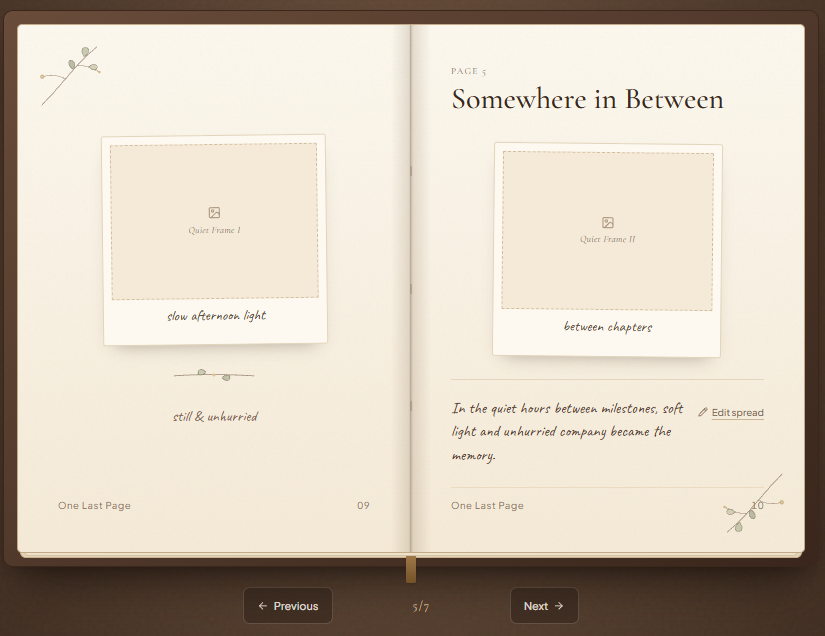 Quiet Frame I
slow afternoon light
still & unhurried
One Last Page
09
PAGE 5
Somewhere in Between
Quiet Frame II
between chapters
In the quiet hours between milestones, soft
light and unhurried company became the
memory.
Edit spread
One Last Page
10
Previous
5/7
Next